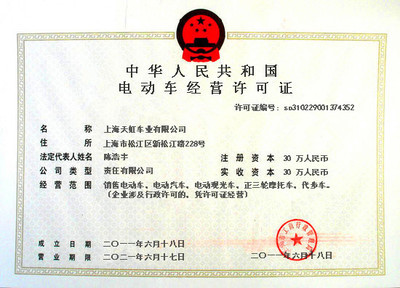 中华人民共和国
电动车经营许可证
许可证编号：so310229001374352
名称 上海天虹车业有限公司
住所 上海市松江区新松江路228号
法定代表人姓名 陈浩宇 注册资本 30 万人民币
公司类型 责任有限公司 实收资本 30 万人民币
经营范围 销售电动车、电动汽车、电动观光车、正三轮摩托车、代步车。
（企业涉及行政许可的，凭许可证经营）
成立日期 二〇一一年六月十八日
营业期限 二〇二一年六月十七日 二〇一一年六月十八日